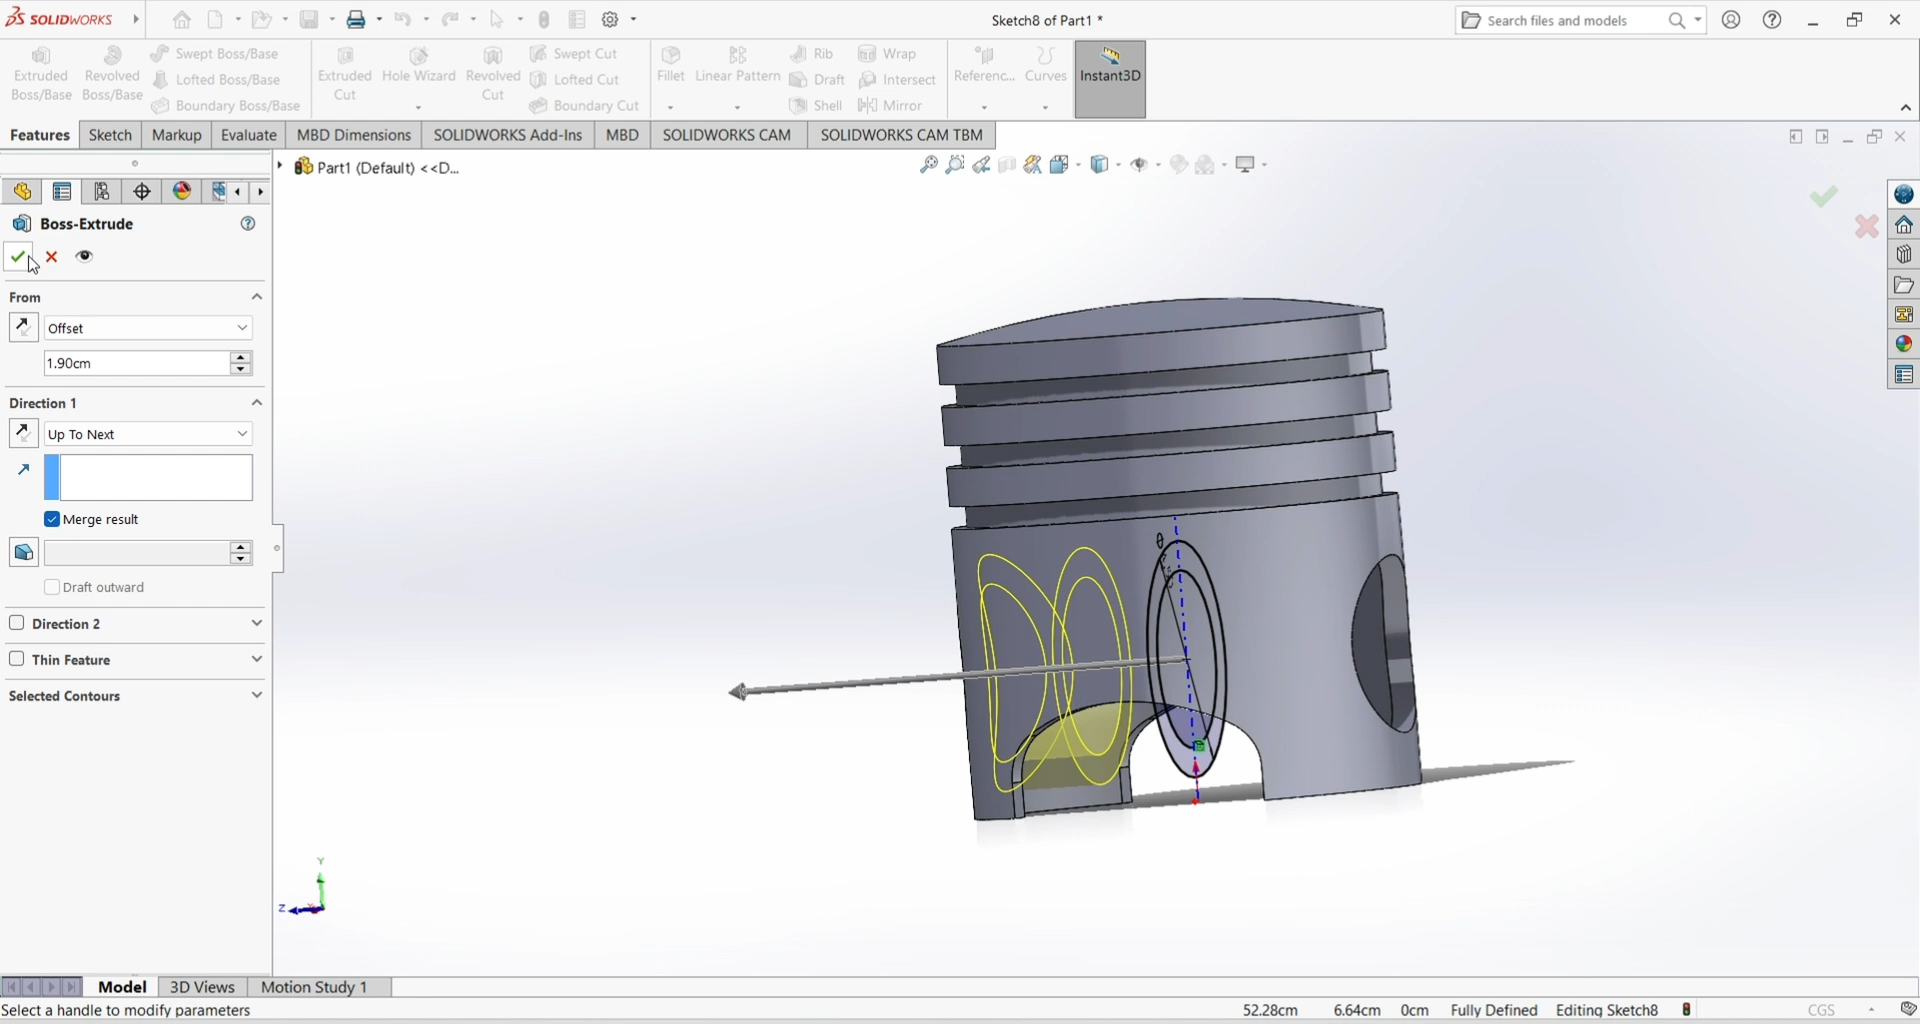 SOLIDWORKS
Sketch8 of Part1 *
Search files and models
Extruded Boss/Base
Revolved Boss/Base
Swept Boss/Base
Lofted Boss/Base
Boundary Boss/Base
Extruded Cut
Hole Wizard
Revolved Cut
Swept Cut
Lofted Cut
Boundary Cut
Fillet
Linear Pattern
Rib
Draft
Shell
Wrap
Intersect
Mirror
Referenc...
Curves
Instant3D
Features
Sketch
Markup
Evaluate
MBD Dimensions
SOLIDWORKS Add-Ins
MBD
SOLIDWORKS CAM
SOLIDWORKS CAM TBM
Part1 (Default) <<D...
Boss-Extrude
From
Offset
1.90cm
Direction 1
Up To Next
Merge result
Draft outward
Direction 2
Thin Feature
Selected Contours
Y
Z
Model
3D Views
Motion Study 1
Select a handle to modify parameters
52.28cm
6.64cm
0cm
Fully Defined
Editing Sketch8
CGS